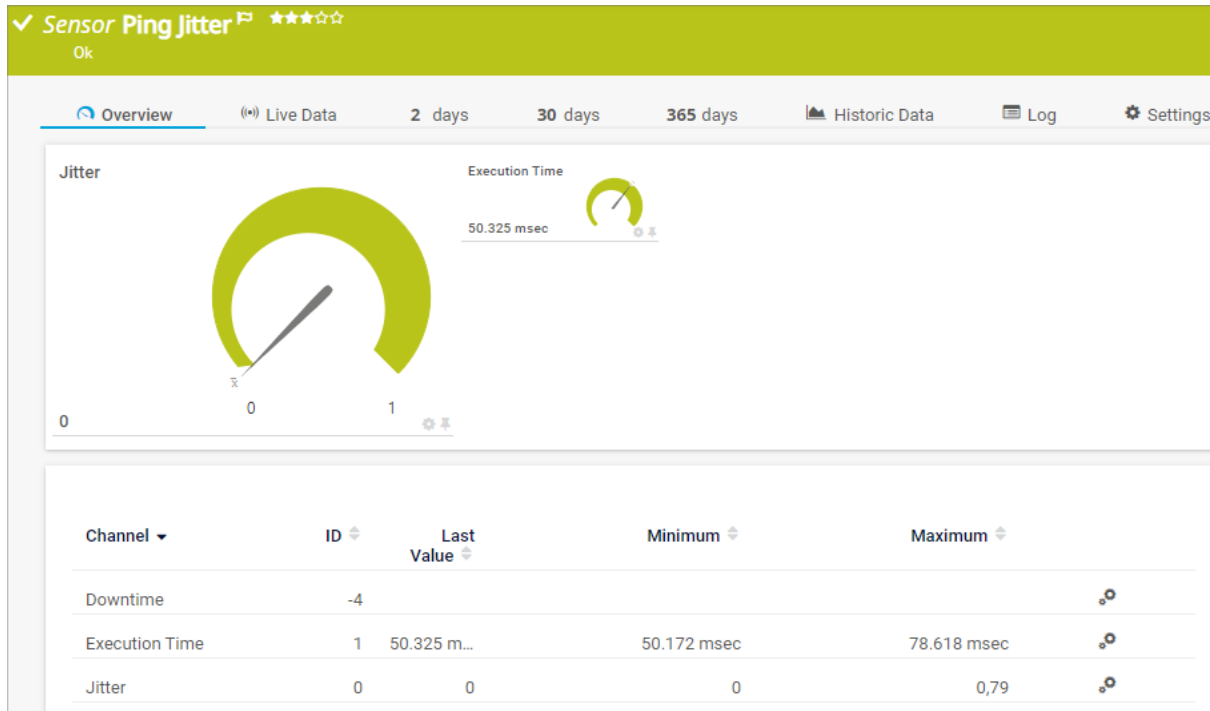 Sensor Ping Jitter
Ok
Overview Live Data 2 days 30 days 365 days Historic Data Log Settings
Jitter
Execution Time
50.325 msec
x̄
0 1
0
Channel ID Last Value Minimum Maximum
Downtime -4
Execution Time 1 50.325 m... 50.172 msec 78.618 msec
Jitter 0 0 0 0,79